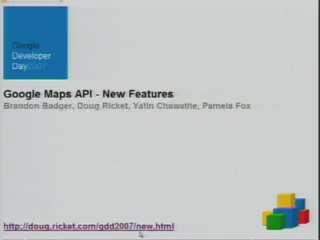 Google
Developer
Day2007
Google Maps API - New Features
Brandon Badger, Doug Ricket, Yatin Chawathe, Pamela Fox
http://doug.ricket.com/gdd2007/new.html